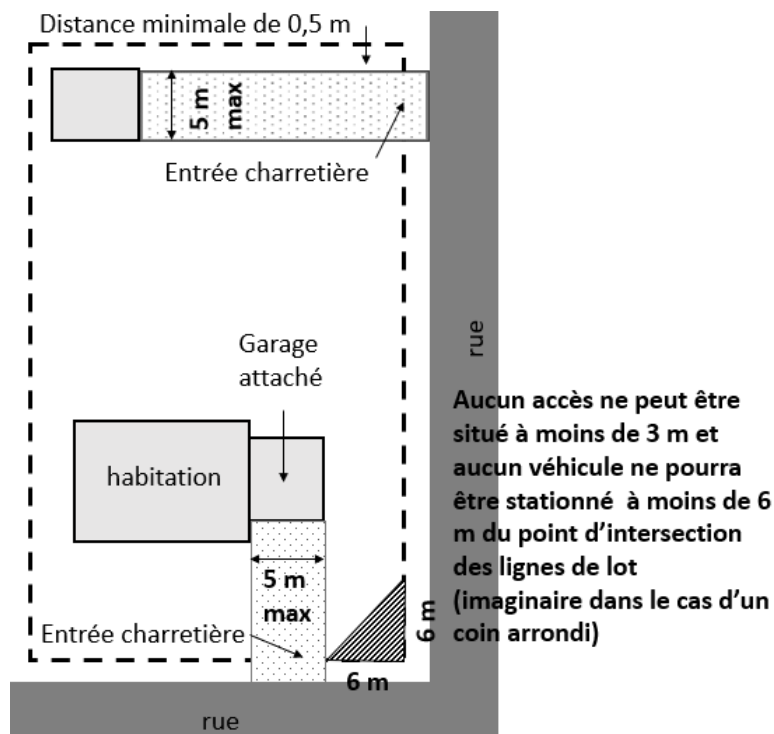 Distance minimale de 0,5 m
5 m
max
Entrée charretière
rue
Garage
attaché
Aucun accès ne peut être
situé à moins de 3 m et
aucun véhicule ne pourra
être stationné à moins de 6
m du point d'intersection
des lignes de lot
(imaginaire dans le cas d'un
coin arrondi)
habitation
5 m
max
6 m
Entrée charretière
6 m
rue